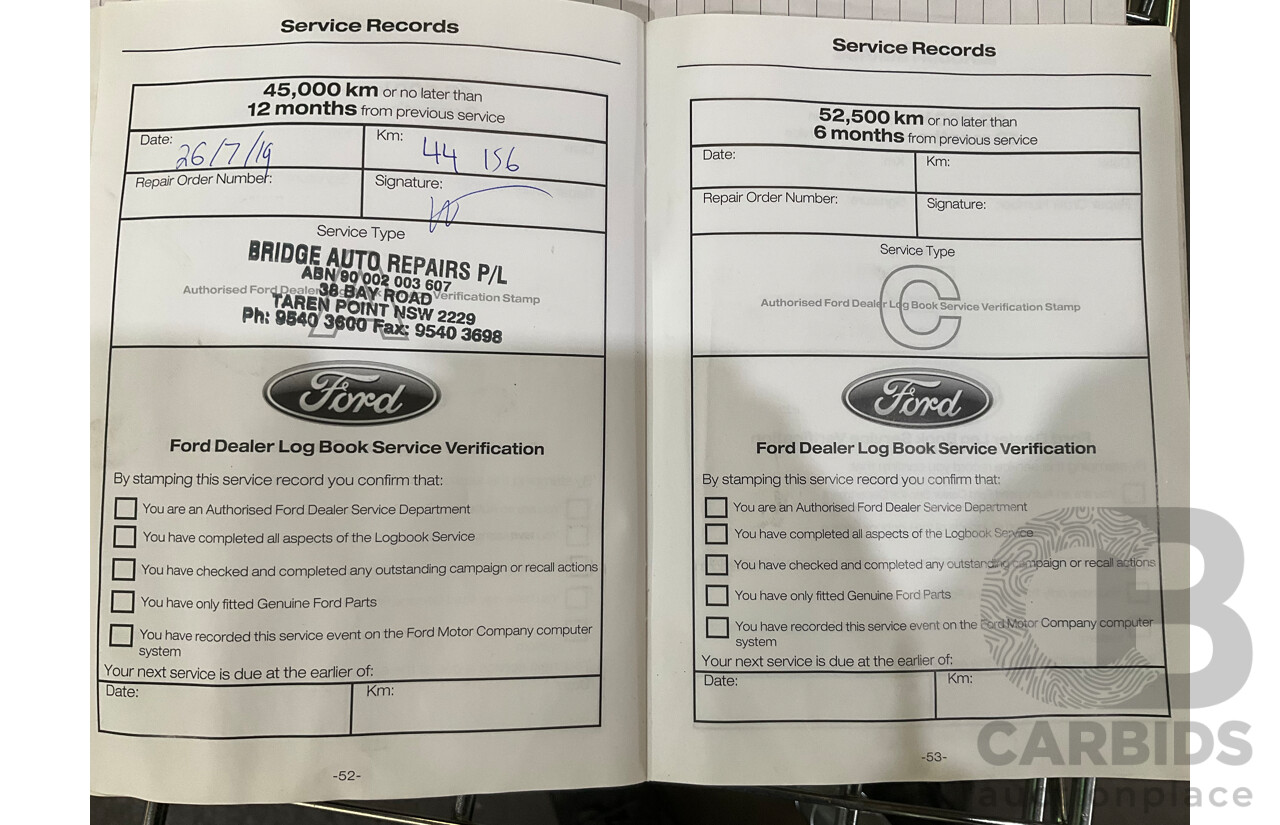 Service Records
45,000 km or no later than
12 months from previous service
Date:
26/7/19
Km:
44 156
Repair Order Number:
Signature:
Service Type
BRIDGE AUTO REPAIRS P/L
ABN 90 002 003 607
38 BAY ROAD
TAREN POINT NSW 2229
Ph: 9540 3600 Fax: 9540 3698
Authorised Ford Dealer Verification Stamp
A
Ford
Ford Dealer Log Book Service Verification
By stamping this service record you confirm that:
You are an Authorised Ford Dealer Service Department
You have completed all aspects of the Logbook Service
You have checked and completed any outstanding campaign or recall actions
You have only fitted Genuine Ford Parts
You have recorded this service event on the Ford Motor Company computer
system
Your next service is due at the earlier of:
Date:
Km:
-52-
Service Records
52,500 km or no later than
6 months from previous service
Date:
Km:
Repair Order Number:
Signature:
Service Type
C
Authorised Ford Dealer Log Book Service Verification Stamp
Ford
Ford Dealer Log Book Service Verification
By stamping this service record you confirm that:
You are an Authorised Ford Dealer Service Department
You have completed all aspects of the Logbook Service
You have checked and completed any outstanding campaign or recall actions
You have only fitted Genuine Ford Parts
You have recorded this service event on the Ford Motor Company computer
system
Your next service is due at the earlier of:
Date:
Km:
-53-
CB
CARBIDS
auctionplace